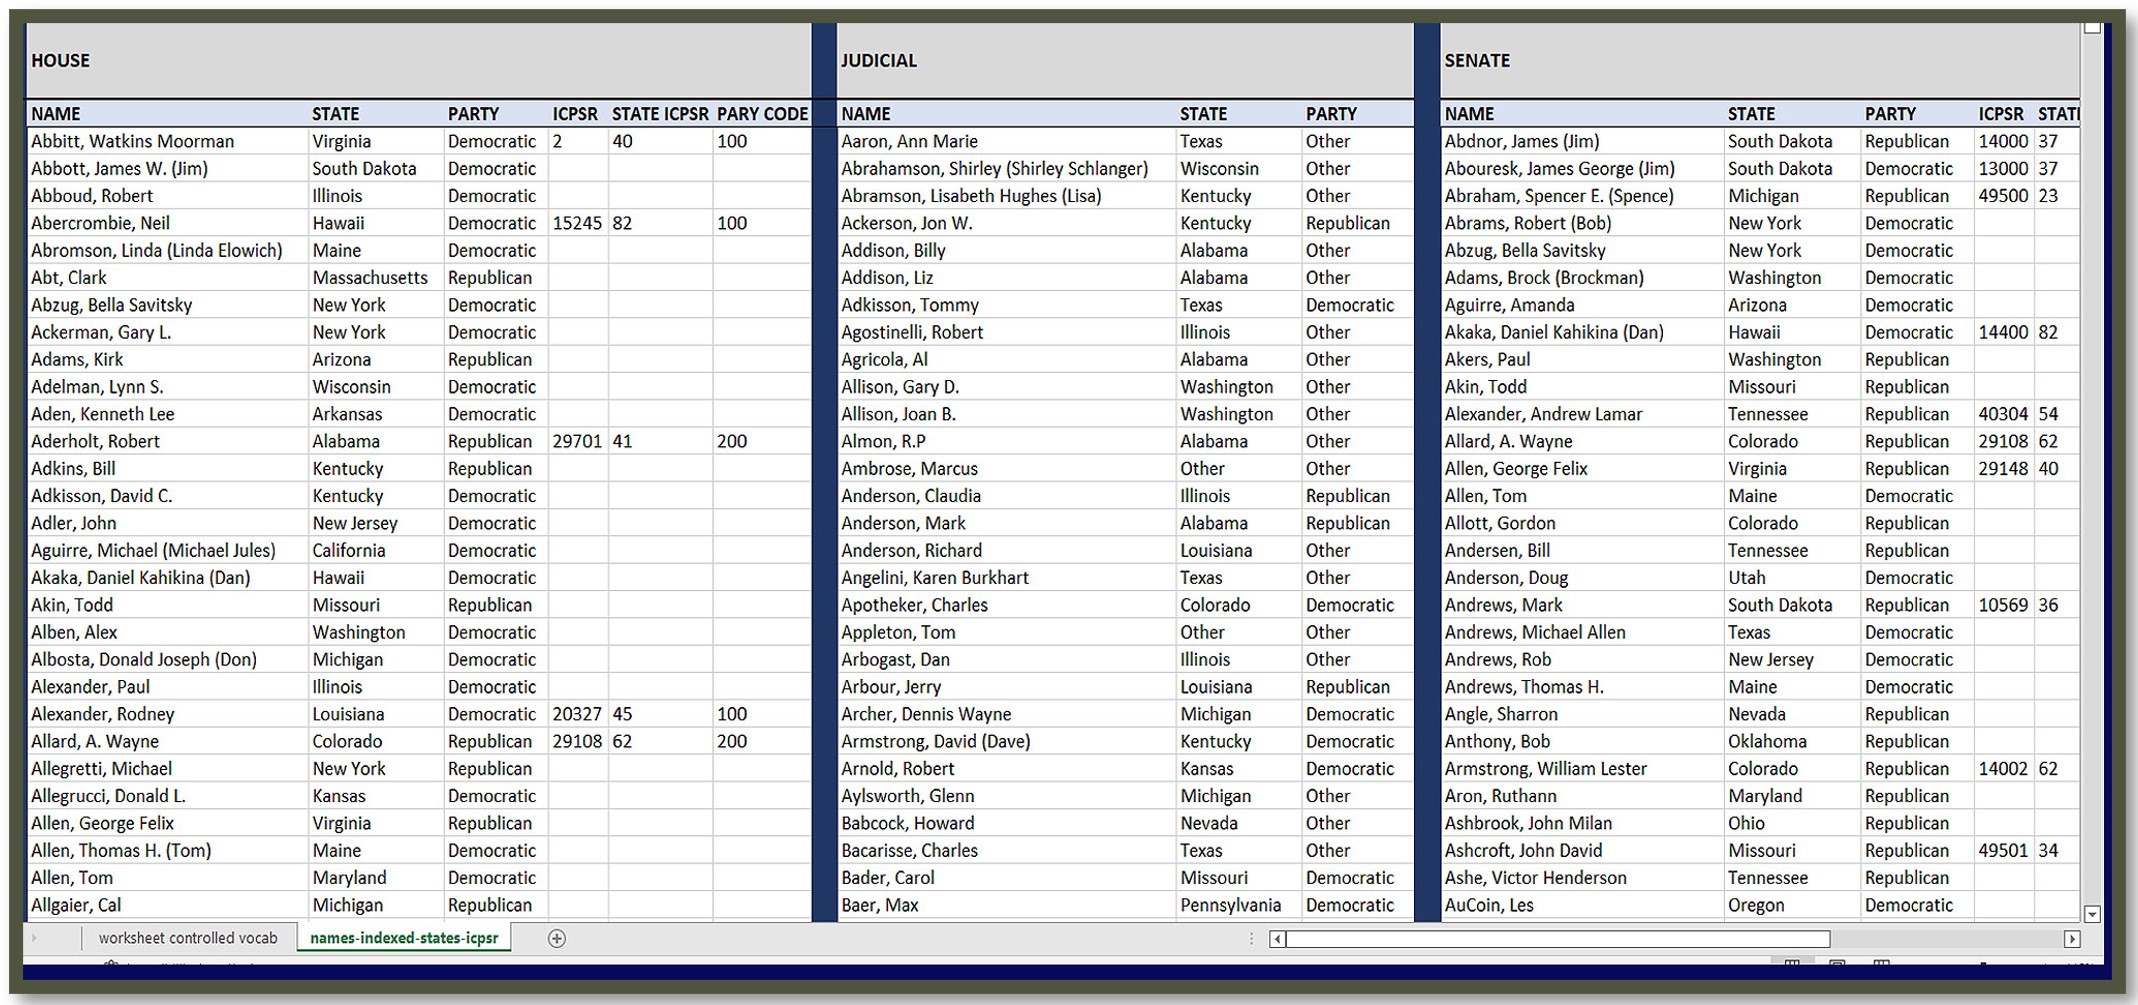 HOUSE JUDICIAL SENATE
NAME STATE PARTY ICPSR STATE ICPSR PARY CODE NAME STATE PARTY NAME STATE PARTY ICPSR STATE
Abbitt, Watkins Moorman Virginia Democratic 2 40 100 Aaron, Ann Marie Texas Other Abdnor, James (Jim) South Dakota Republican 14000 37
Abbott, James W. (Jim) South Dakota Democratic Abrahamson, Shirley (Shirley Schlanger) Wisconsin Other Abouresk, James George (Jim) South Dakota Democratic 13000 37
Abboud, Robert Illinois Democratic Abramson, Lisabeth Hughes (Lisa) Kentucky Other Abraham, Spencer E. (Spence) Michigan Republican 49500 23
Abercrombie, Neil Hawaii Democratic 15245 82 100 Ackerson, Jon W. Kentucky Republican Abrams, Robert (Bob) New York Democratic
Abromson, Linda (Linda Elowich) Maine Democratic Addison, Billy Alabama Other Abzug, Bella Savitsky New York Democratic
Abt, Clark Massachusetts Republican Addison, Liz Alabama Other Adams, Brock (Brockman) Washington Democratic
Abzug, Bella Savitsky New York Democratic Adkisson, Tommy Texas Democratic Aguirre, Amanda Arizona Democratic
Ackerman, Gary L. New York Democratic Agostinelli, Robert Illinois Other Akaka, Daniel Kahikina (Dan) Hawaii Democratic 14400 82
Adams, Kirk Arizona Republican Agricola, Al Alabama Other Akers, Paul Washington Republican
Adelman, Lynn S. Wisconsin Democratic Allison, Gary D. Washington Other Akin, Todd Missouri Republican
Aden, Kenneth Lee Arkansas Democratic Allison, Joan B. Washington Other Alexander, Andrew Lamar Tennessee Republican 40304 54
Aderholt, Robert Alabama Republican 29701 41 200 Almon, R.P Alabama Other Allard, A. Wayne Colorado Republican 29108 62
Adkins, Bill Kentucky Republican Ambrose, Marcus Other Other Allen, George Felix Virginia Republican 29148 40
Adkisson, David C. Kentucky Democratic Anderson, Claudia Illinois Republican Allen, Tom Maine Democratic
Adler, John New Jersey Democratic Anderson, Mark Alabama Republican Allott, Gordon Colorado Republican
Aguirre, Michael (Michael Jules) California Democratic Anderson, Richard Louisiana Other Andersen, Bill Tennessee Republican
Akaka, Daniel Kahikina (Dan) Hawaii Democratic Angelini, Karen Burkhart Texas Other Anderson, Doug Utah Democratic
Akin, Todd Missouri Republican Apotheker, Charles Colorado Democratic Andrews, Mark South Dakota Republican 10569 36
Alben, Alex Washington Democratic Appleton, Tom Other Other Andrews, Michael Allen Texas Democratic
Albosta, Donald Joseph (Don) Michigan Democratic Arbogast, Dan Illinois Other Andrews, Rob New Jersey Democratic
Alexander, Paul Illinois Democratic Arbour, Jerry Louisiana Republican Andrews, Thomas H. Maine Democratic
Alexander, Rodney Louisiana Democratic 20327 45 100 Archer, Dennis Wayne Michigan Democratic Angle, Sharron Nevada Republican
Allard, A. Wayne Colorado Republican 29108 62 200 Armstrong, David (Dave) Kentucky Democratic Anthony, Bob Oklahoma Republican
Allegretti, Michael New York Republican Arnold, Robert Kansas Democratic Armstrong, William Lester Colorado Republican 14002 62
Allegrucci, Donald L. Kansas Democratic Aylsworth, Glenn Michigan Other Aron, Ruthann Maryland Republican
Allen, George Felix Virginia Republican Babcock, Howard Nevada Other Ashbrook, John Milan Ohio Republican
Allen, Thomas H. (Tom) Maine Democratic Bacarisse, Charles Texas Other Ashcroft, John David Missouri Republican 49501 34
Allen, Tom Maryland Democratic Bader, Carol Missouri Democratic Ashe, Victor Henderson Tennessee Republican
Allgaier, Cal Michigan Republican Baer, Max Pennsylvania Democratic AuCoin, Les Oregon Democratic
worksheet controlled vocab names-indexed-states-icpsr